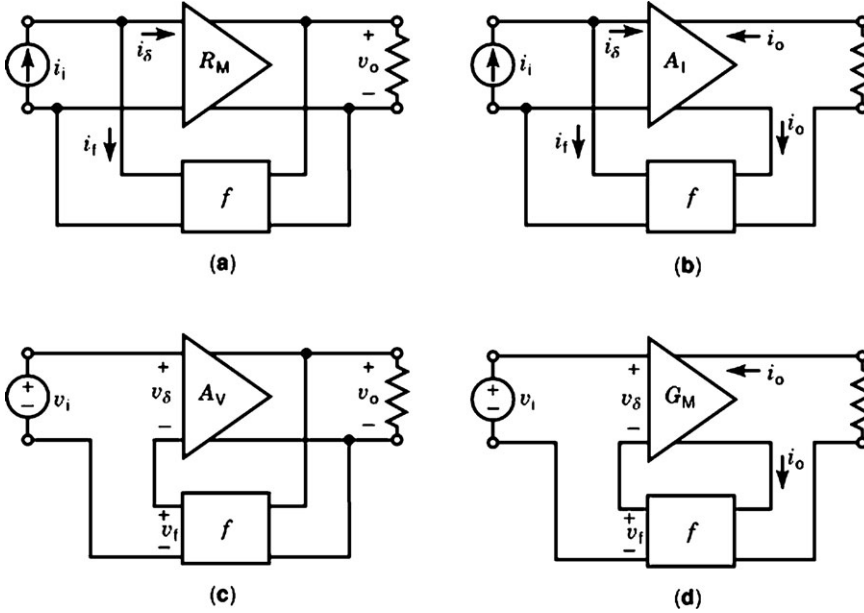 i_i
i_δ
R_M
+
v_o
−
i_f
f
(a)
i_i
i_δ
A_I
i_o
i_f
i_o
f
(b)
+
−
v_i
+
v_δ
−
A_V
+
v_o
−
+
v_f
−
f
(c)
+
−
v_i
+
v_δ
−
G_M
i_o
i_o
+
v_f
−
f
(d)